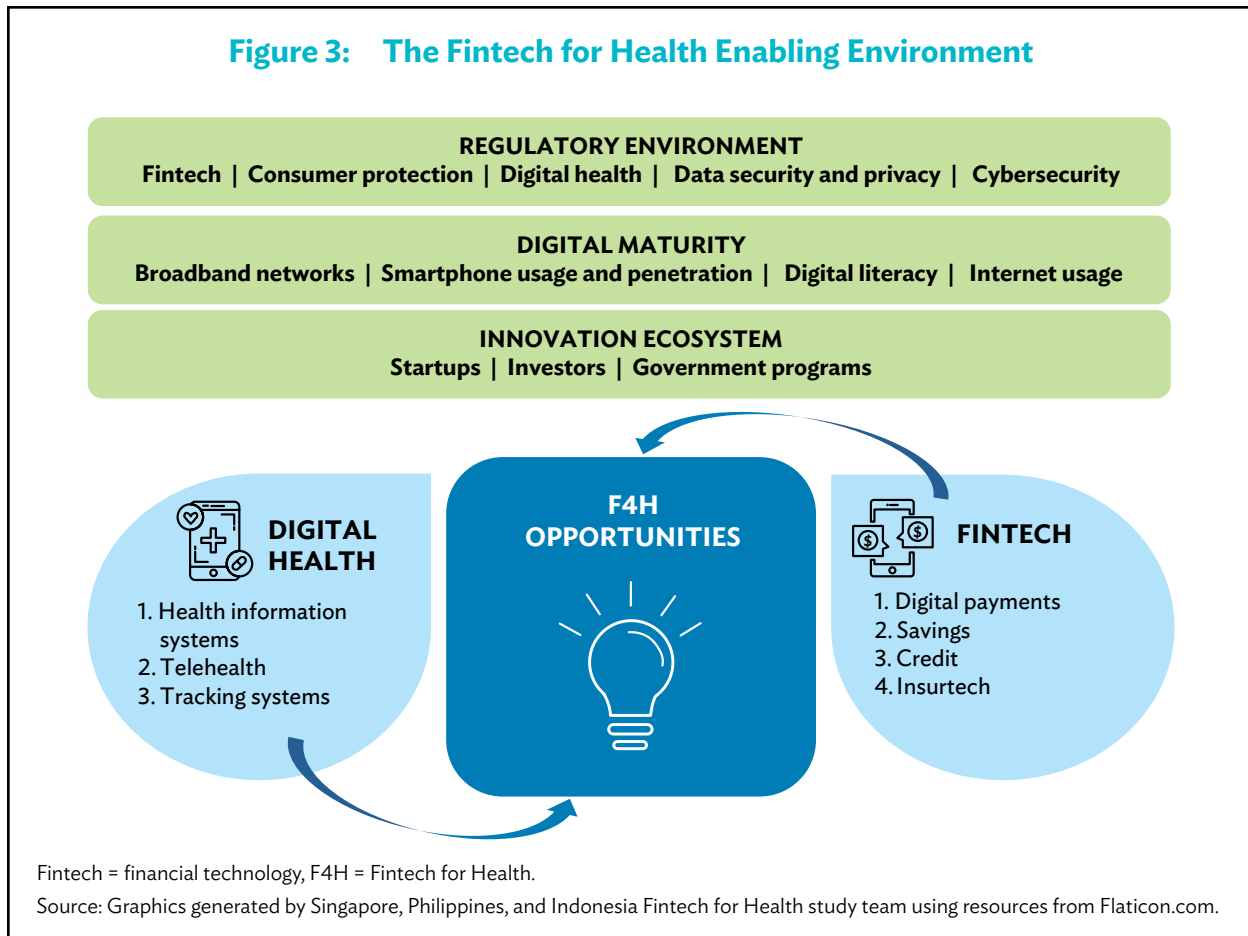 Figure 3: The Fintech for Health Enabling Environment
REGULATORY ENVIRONMENT
Fintech | Consumer protection | Digital health | Data security and privacy | Cybersecurity
DIGITAL MATURITY
Broadband networks | Smartphone usage and penetration | Digital literacy | Internet usage
INNOVATION ECOSYSTEM
Startups | Investors | Government programs
DIGITAL
HEALTH
1. Health information
systems
2. Telehealth
3. Tracking systems
F4H
OPPORTUNITIES
$
$
FINTECH
1. Digital payments
2. Savings
3. Credit
4. Insurtech
Fintech = financial technology, F4H = Fintech for Health.
Source: Graphics generated by Singapore, Philippines, and Indonesia Fintech for Health study team using resources from Flaticon.com.